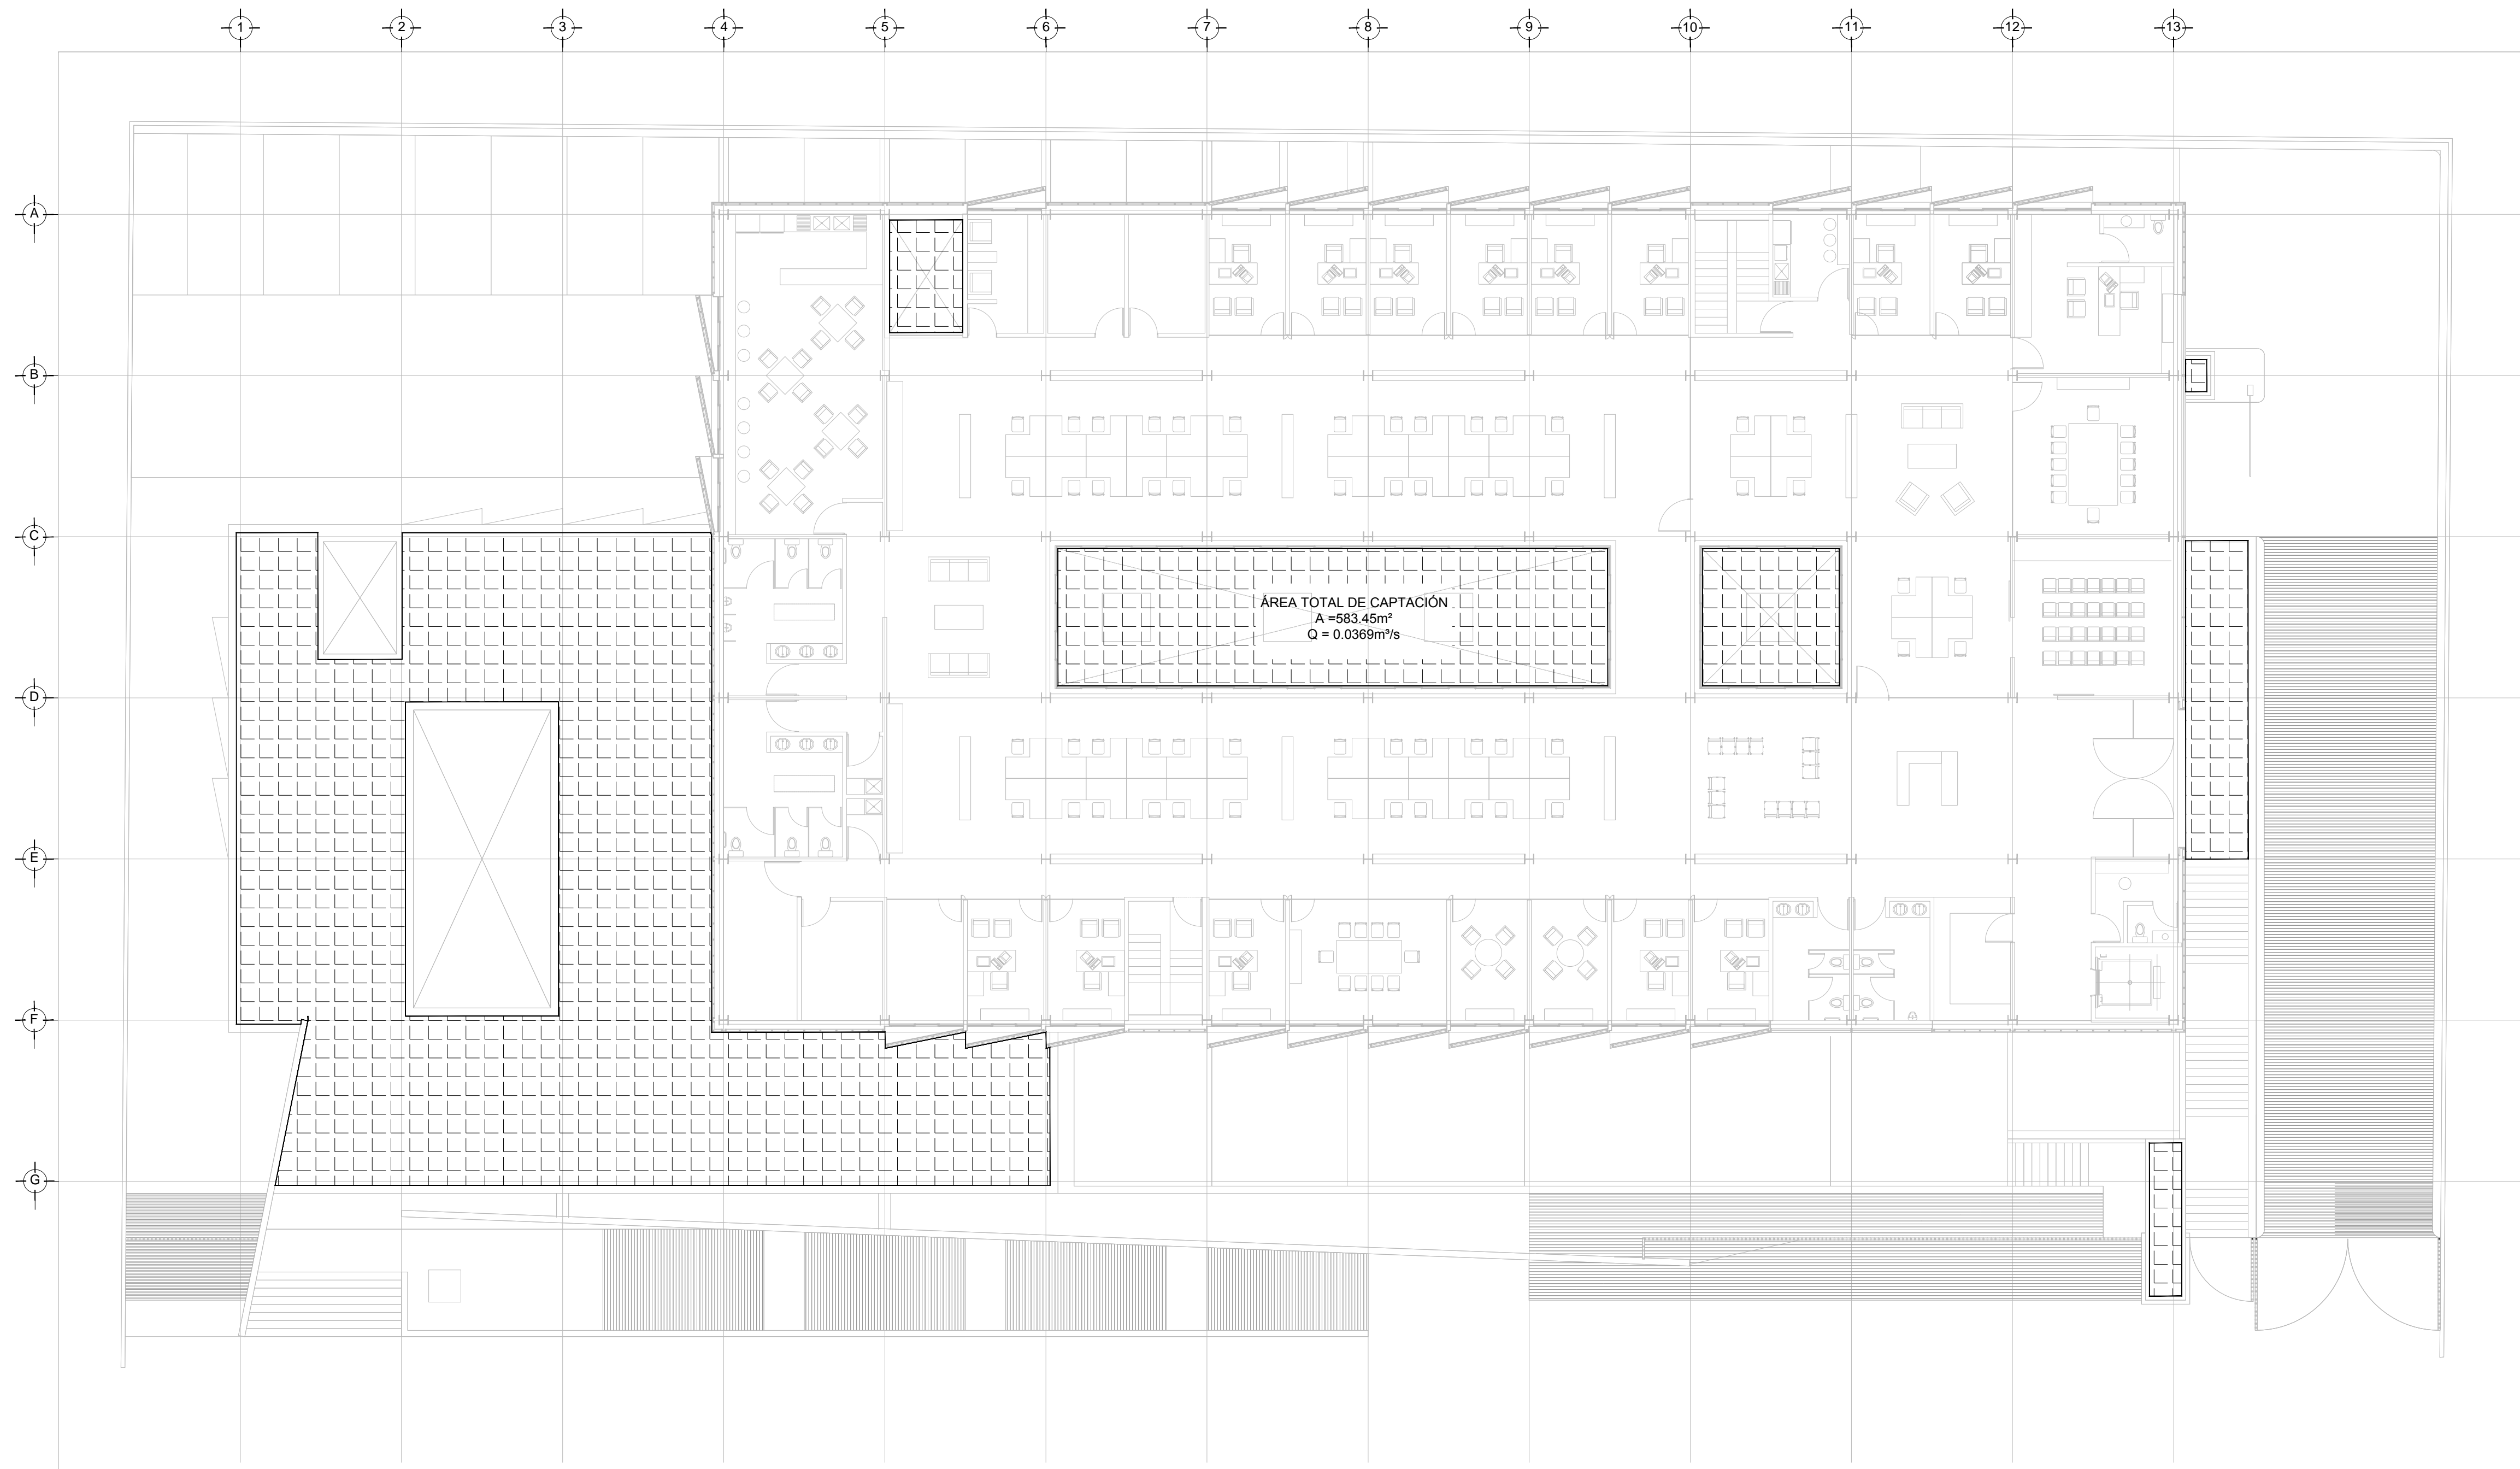 1 2 3 4 5 6 7 8 9 10 11 12 13
A
B
C
ÁREA TOTAL DE CAPTACIÓN
A =583.45m²
Q = 0.0369m³/s
D
E
F
G